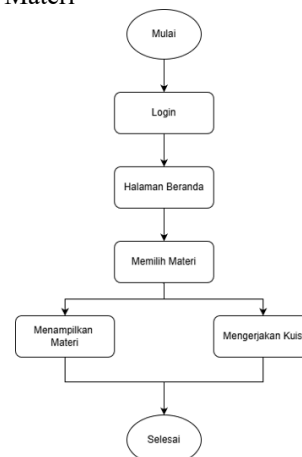 Materi
Mulai
Login
Halaman Beranda
Memilih Materi
Menampilkan
Materi
Mengerjakan Kuis
Selesai